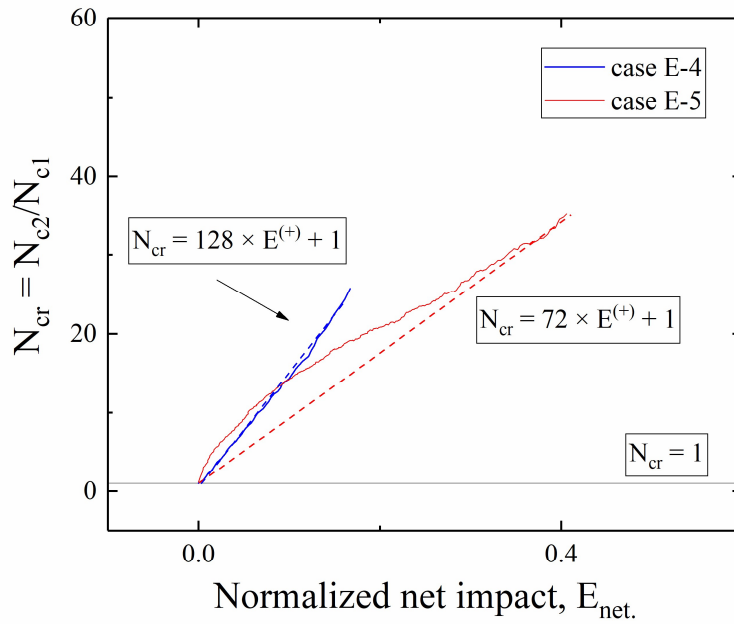 60
40
20
0
N_cr = N_c2/N_c1
case E-4
case E-5
N_cr = 128 × E^(+) + 1
N_cr = 72 × E^(+) + 1
N_cr = 1
0.0
0.4
Normalized net impact, E_net.